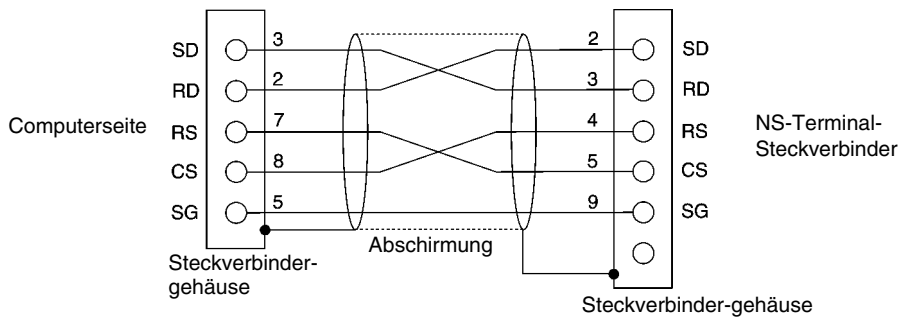 SD 3 2 SD
RD 2 3 RD
Computerseite RS 7 4 RS NS-Terminal-
Steckverbinder
CS 8 5 CS
SG 5 9 SG
Abschirmung
Steckverbinder-
gehäuse
Steckverbinder-gehäuse